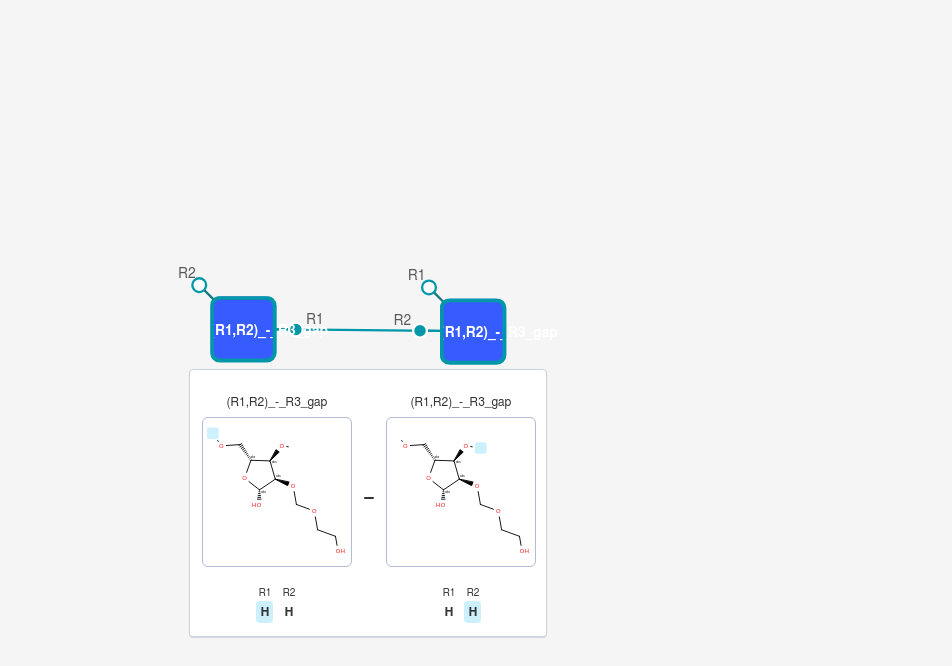 R2
R1
R1
R2
R1,R2)_-_R3_gap
R1,R2)_-_R3_gap
(R1,R2)_-_R3_gap
(R1,R2)_-_R3_gap
O
O
O
O
HO
O
OH
O
O
O
O
HO
O
OH
R1 R2
H H
R1 R2
H H